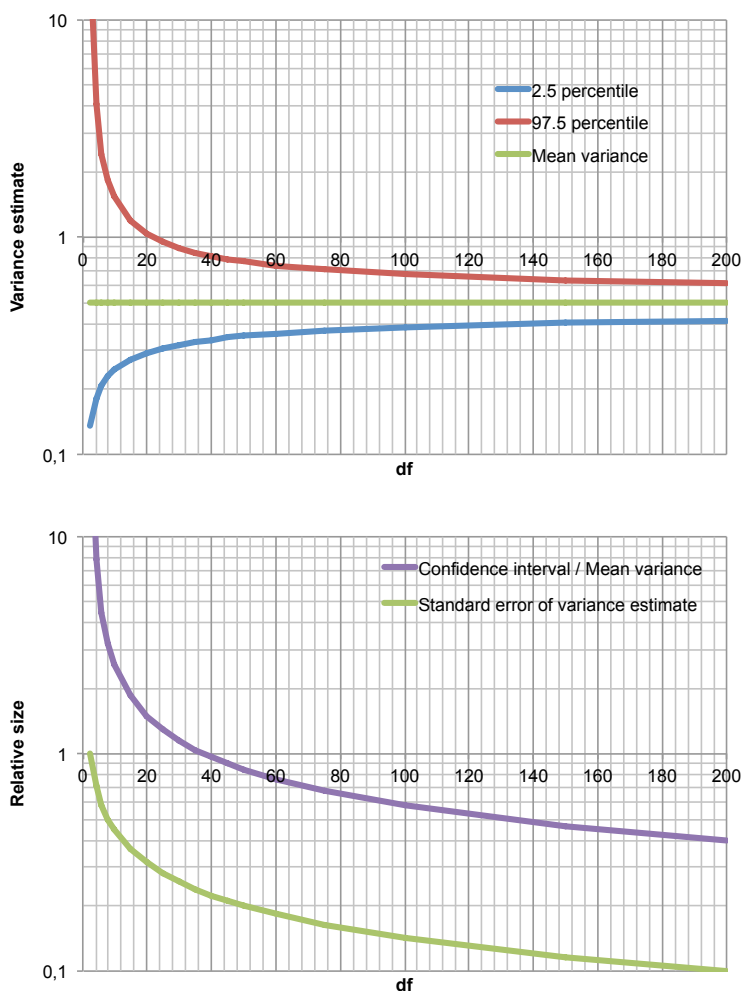 10
2.5 percentile
97.5 percentile
Mean variance
Variance estimate
1
0 20 40 60 80 100 120 140 160 180 200
0,1
df
10
Confidence interval / Mean variance
Standard error of variance estimate
Relative size
1
0 20 40 60 80 100 120 140 160 180 200
0,1
df